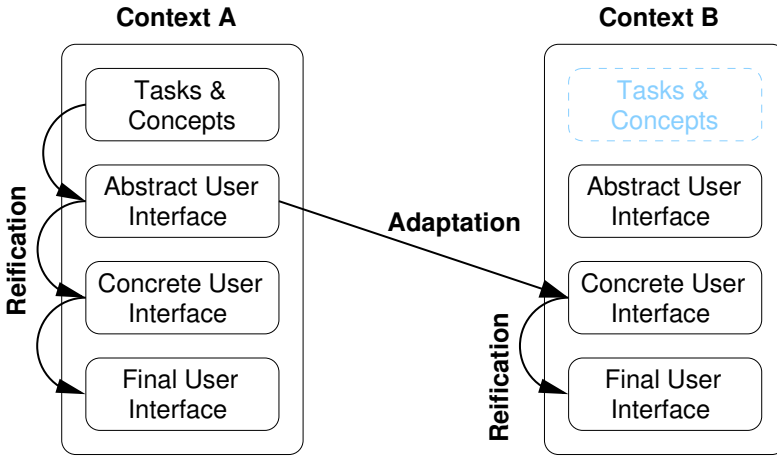 Context A
Context B
Tasks &
Concepts
Abstract User
Interface
Concrete User
Interface
Final User
Interface
Reification
Adaptation
Tasks &
Concepts
Abstract User
Interface
Concrete User
Interface
Final User
Interface
Reification